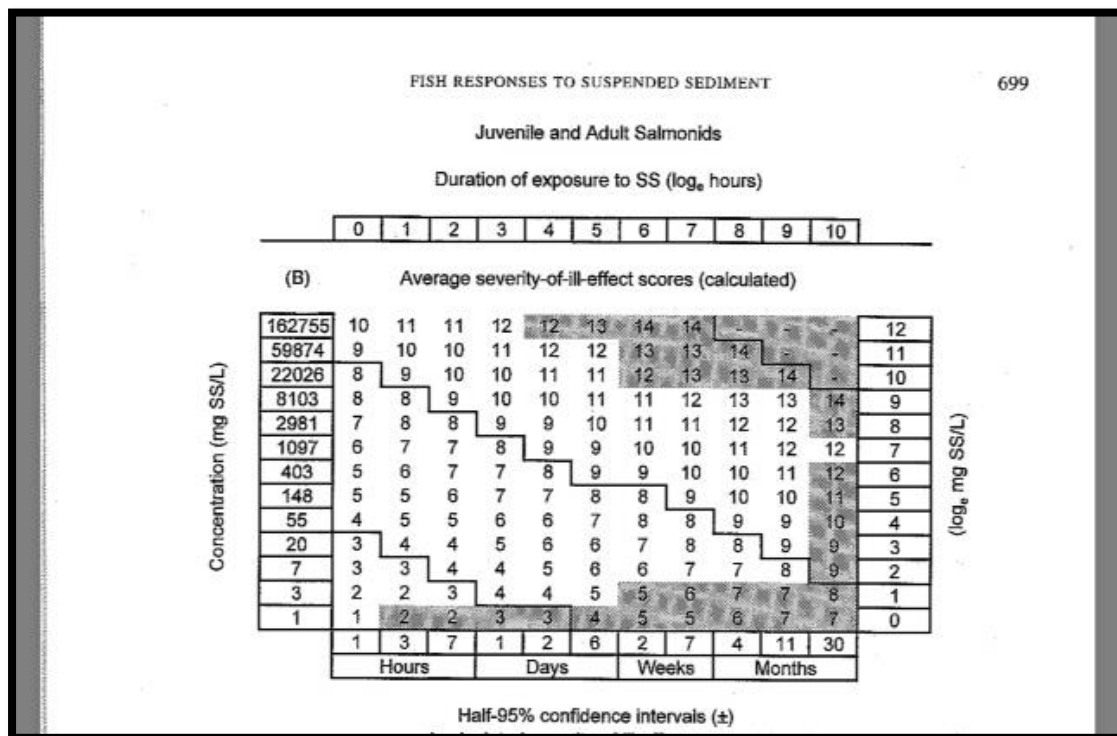 FISH RESPONSES TO SUSPENDED SEDIMENT 699
Juvenile and Adult Salmonids
Duration of exposure to SS (logₑ hours)
0 1 2 3 4 5 6 7 8 9 10
(B) Average severity-of-ill-effect scores (calculated)
162755 10 11 11 12 12 13 14 14 - - - 12
59874 9 10 10 11 12 12 13 13 14 - - 11
22026 8 9 10 10 11 11 12 13 13 14 - 10
8103 8 8 9 10 10 11 11 12 13 13 14 9
2981 7 8 8 9 9 10 11 11 12 12 13 8
1097 6 7 7 8 9 9 10 10 11 12 12 7
403 5 6 7 7 8 9 9 10 10 11 12 6
148 5 5 6 7 7 8 8 9 10 10 11 5
55 4 5 5 6 6 7 8 8 9 9 10 4
20 3 4 4 5 6 6 7 8 8 9 9 3
7 3 3 4 4 5 6 6 7 7 8 9 2
3 2 2 3 4 4 5 5 6 7 7 8 1
1 1 2 2 3 3 4 5 5 6 7 7 0
1 3 7 1 2 6 2 7 4 11 30
Hours Days Weeks Months
Concentration (mg SS/L)
(logₑ mg SS/L)
Half-95% confidence intervals (±)